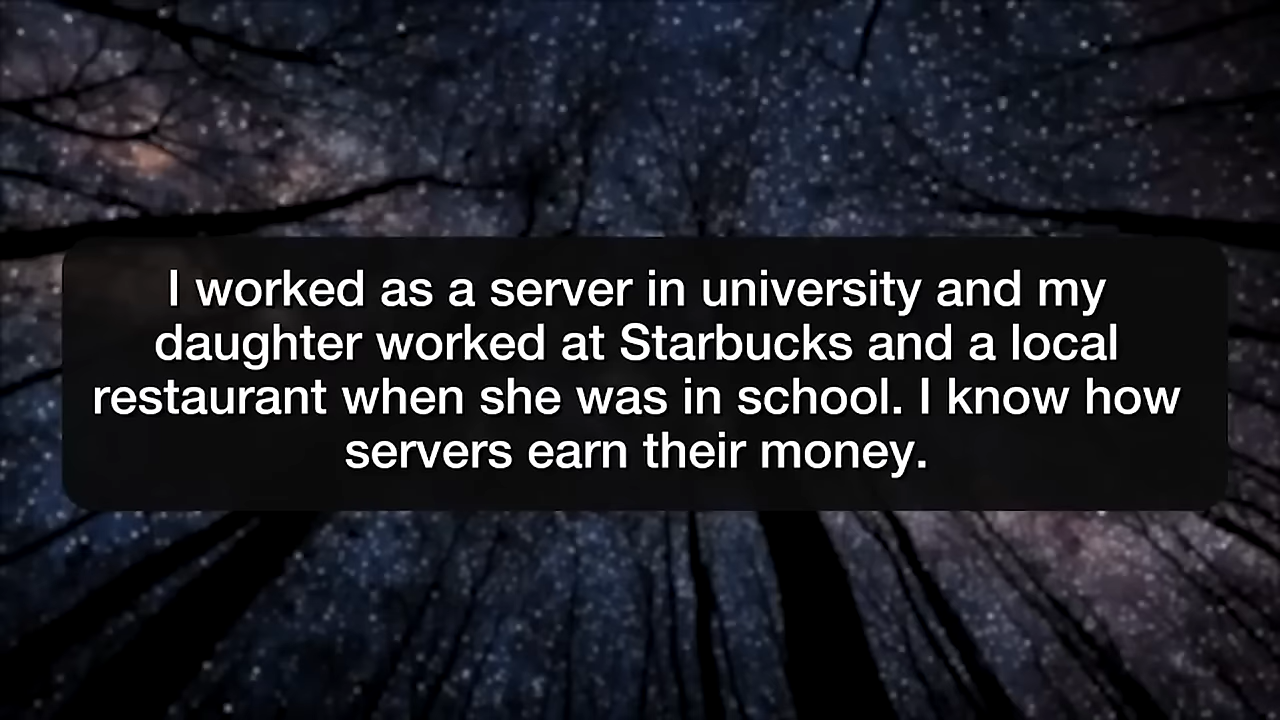 I worked as a server in university and my
daughter worked at Starbucks and a local
restaurant when she was in school. I know how
servers earn their money.